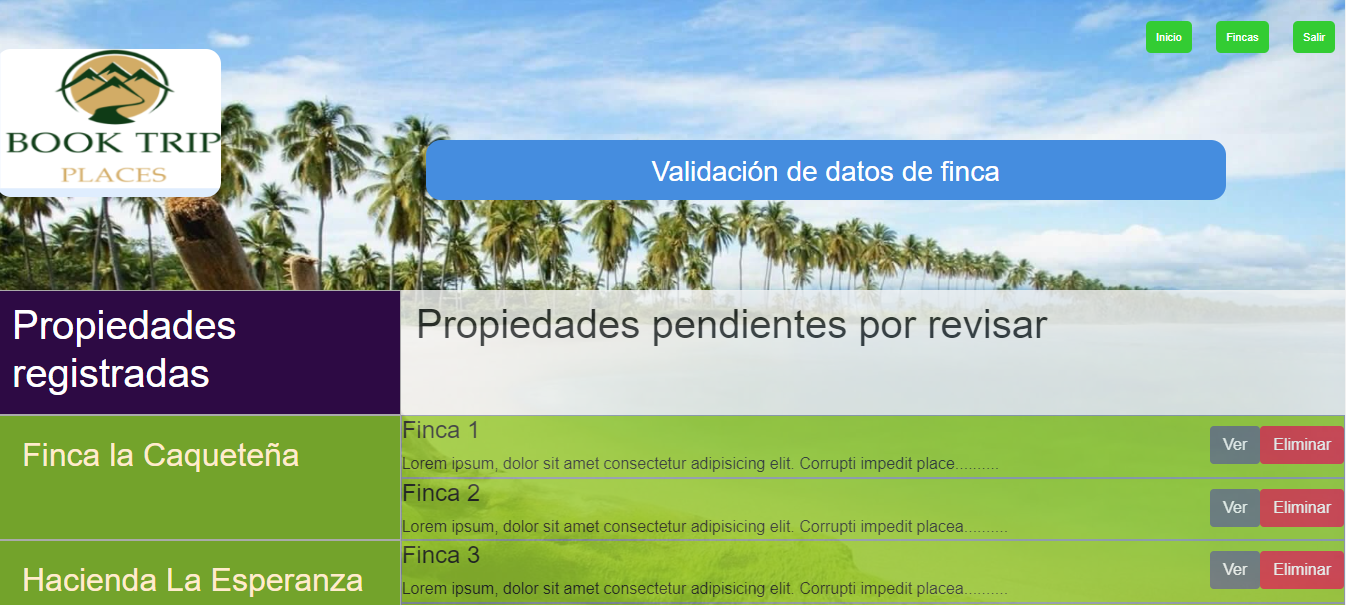 Inicio
Fincas
Salir
BOOK TRIP
PLACES
Validación de datos de finca
Propiedades
registradas
Propiedades pendientes por revisar
Finca la Caqueteña
Finca 1
Lorem ipsum, dolor sit amet consectetur adipisicing elit. Corrupti impedit place..........
Ver
Eliminar
Finca 2
Lorem ipsum, dolor sit amet consectetur adipisicing elit. Corrupti impedit placea..........
Ver
Eliminar
Hacienda La Esperanza
Finca 3
Lorem ipsum, dolor sit amet consectetur adipisicing elit. Corrupti impedit placea..........
Ver
Eliminar